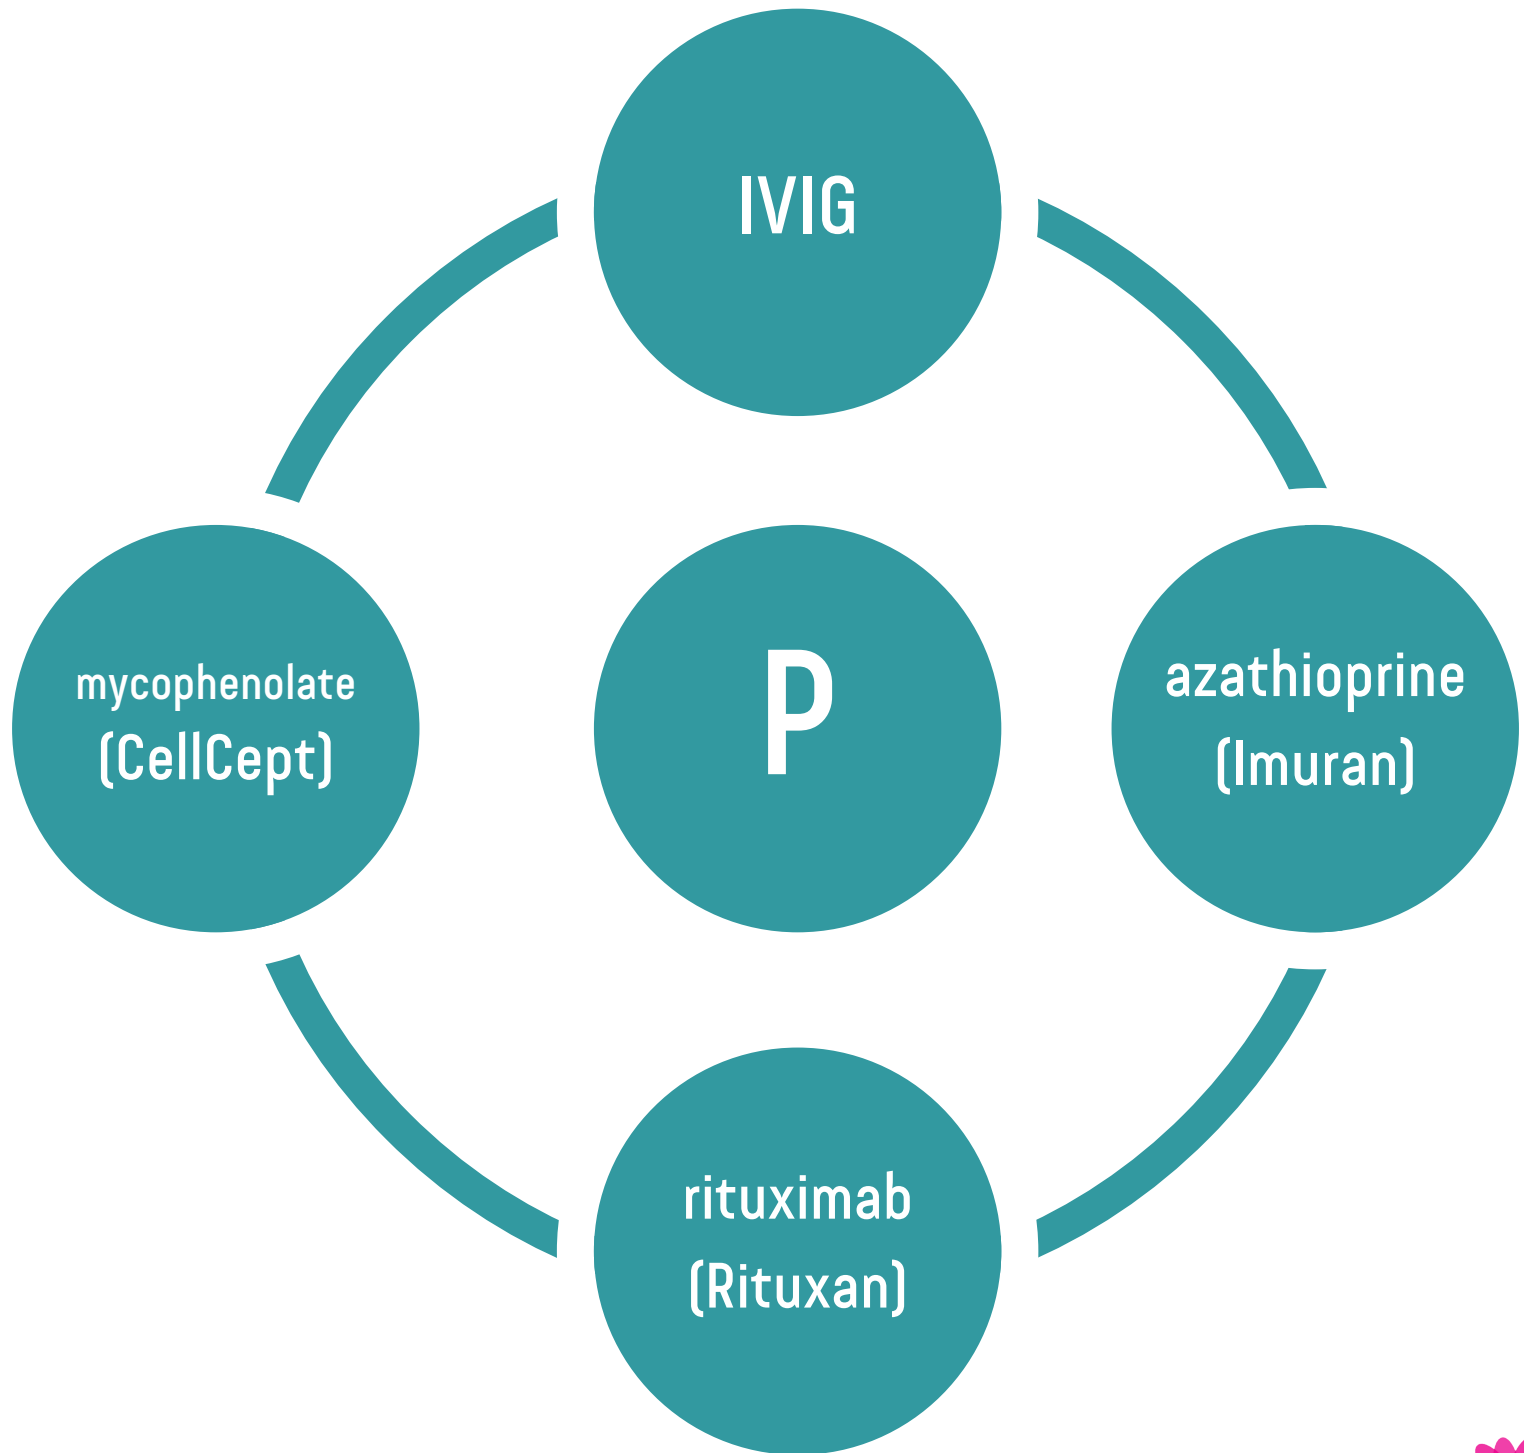 IVIG
mycophenolate
(CellCept)
P
azathioprine
(Imuran)
rituximab
(Rituxan)